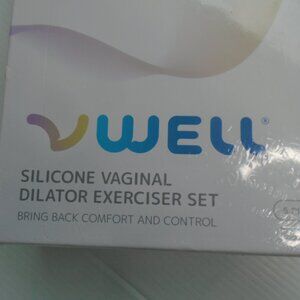 VWELL®
SILICONE VAGINAL
DILATOR EXERCISER SET
BRING BACK COMFORT AND CONTROL